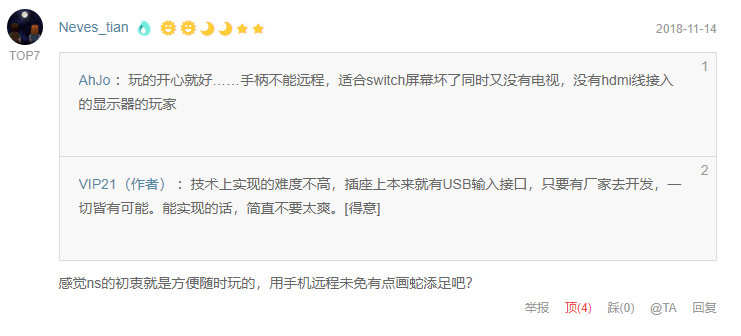 Neves_tian
2018-11-14
TOP7
1
AhJo： 玩的开心就好……手柄不能远程，适合switch屏幕坏了同时又没有电视，没有hdmi线接入
的显示器的玩家
2
VIP21（作者）： 技术上实现的难度不高，插座上本来就有USB输入接口，只要有厂家去开发，一
切皆有可能。能实现的话，简直不要太爽。[得意]
感觉ns的初衷就是方便随时玩的，用手机远程未免有点画蛇添足吧？
举报 顶(4) 踩(0) @TA 回复